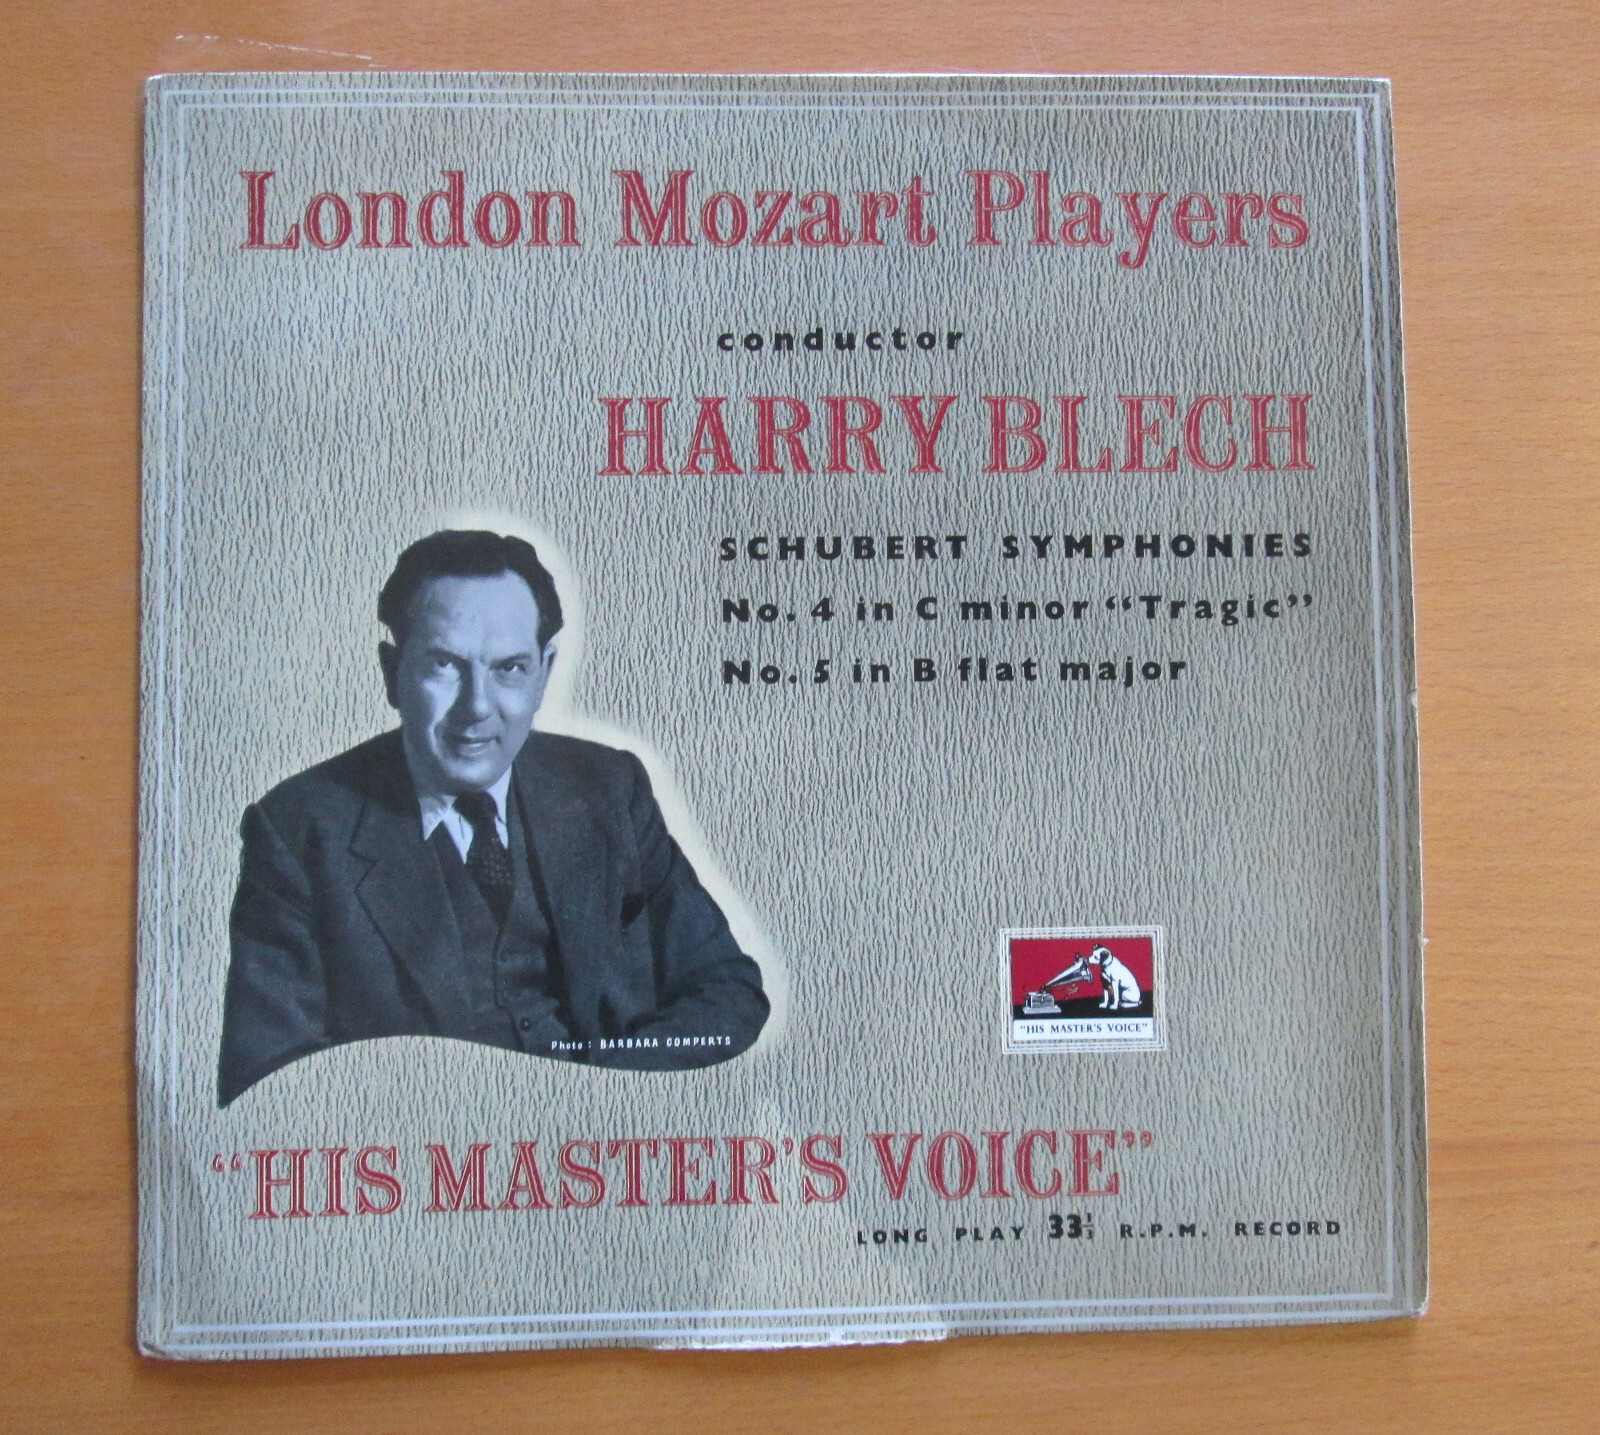 London Mozart Players
conductor
HARRY BLECH
SCHUBERT SYMPHONIES
No. 4 in C minor “Tragic”
No. 5 in B flat major
Photo : BARBARA GOMPERTS
"HIS MASTER'S VOICE"
“HIS MASTER'S VOICE”
LONG PLAY 33⅓ R.P.M. RECORD